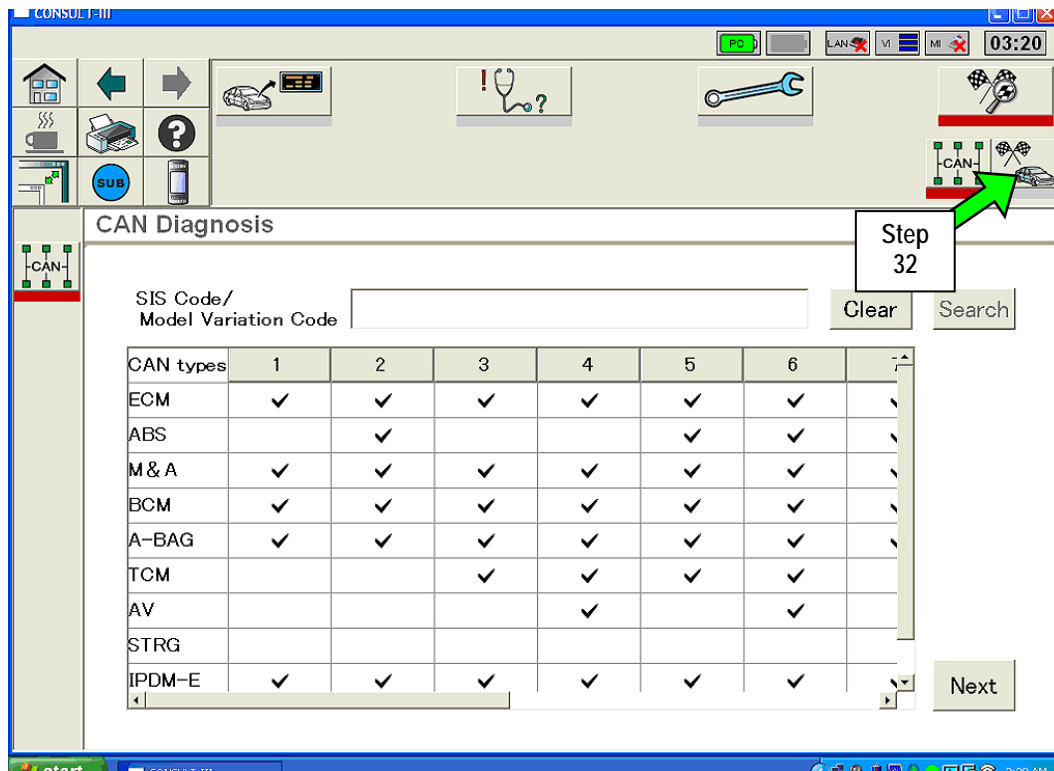 CONSULT-III
PC LAN VI MI 03:20
! ?
?
CAN
SUB
CAN Diagnosis
Step
32
CAN
SIS Code/
Model Variation Code
Clear Search
CAN types 1 2 3 4 5 6
ECM ✓ ✓ ✓ ✓ ✓ ✓
ABS ✓ ✓ ✓
M & A ✓ ✓ ✓ ✓ ✓ ✓
BCM ✓ ✓ ✓ ✓ ✓ ✓
A-BAG ✓ ✓ ✓ ✓ ✓ ✓
TCM ✓ ✓ ✓ ✓
AV ✓ ✓
STRG
IPDM-E ✓ ✓ ✓ ✓ ✓ ✓
Next
start